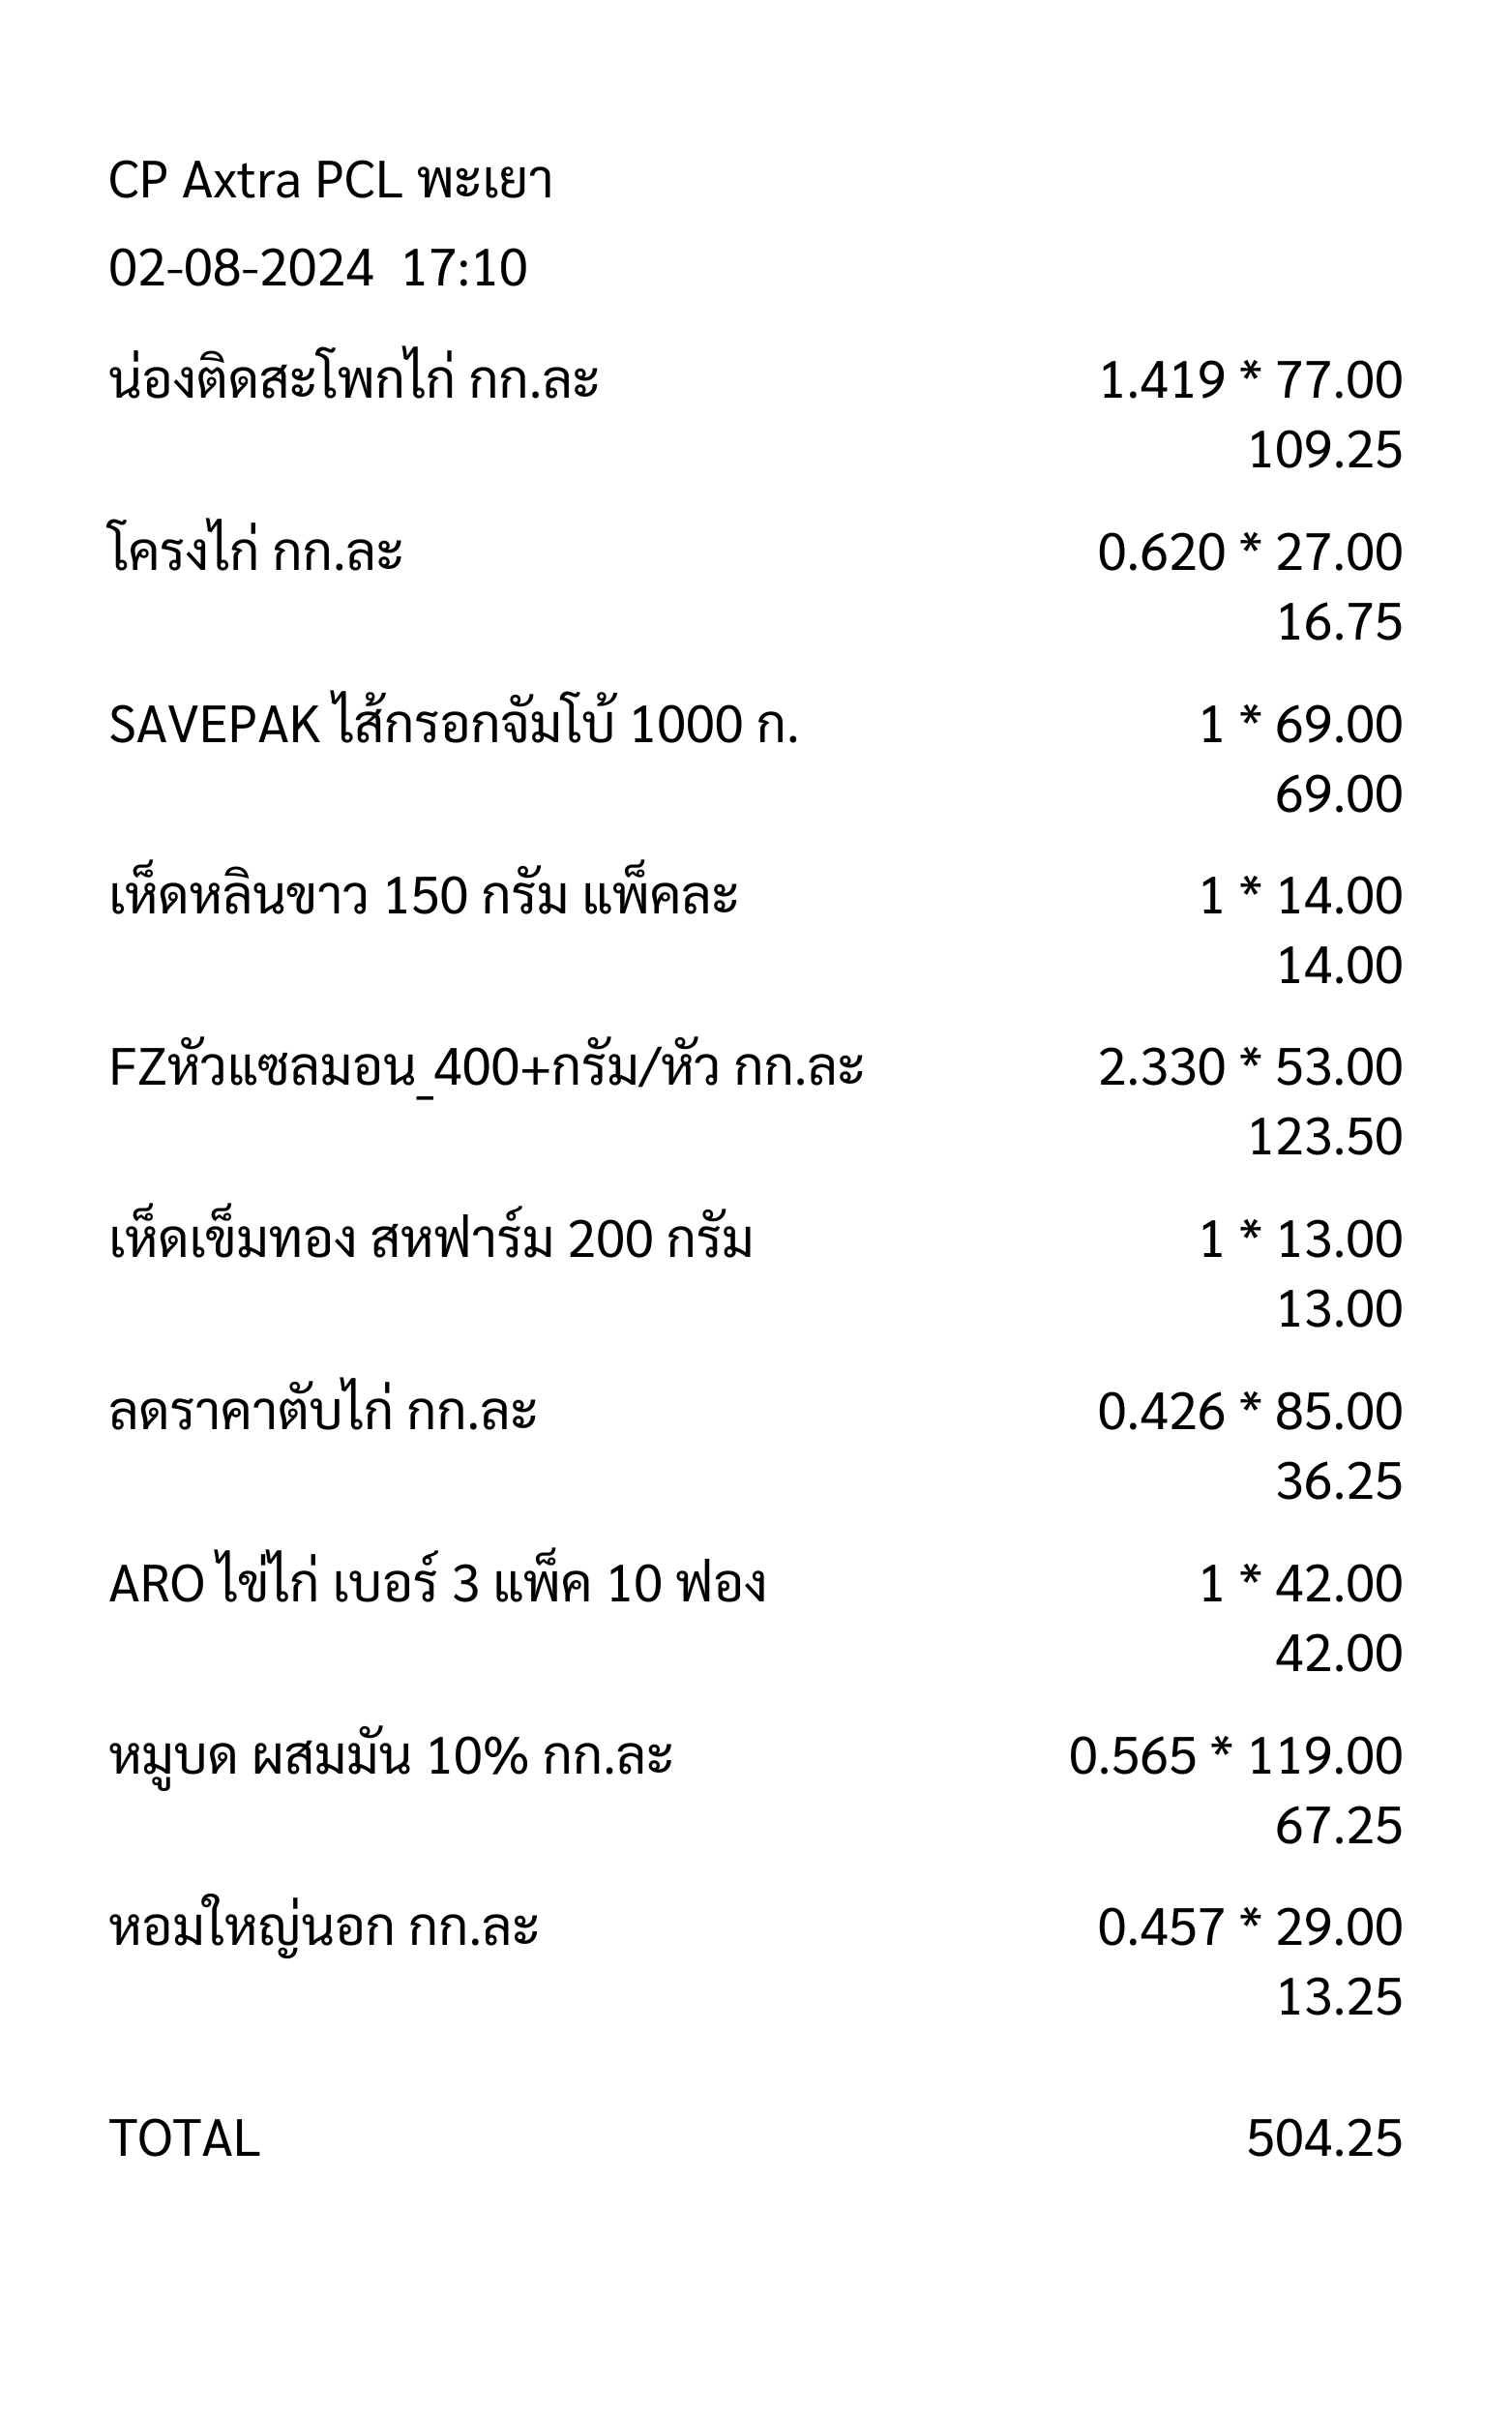 CP Axtra PCL พะเยา
02-08-2024 17:10
น่องติดสะโพกไก่ กก.ละ 1.419 * 77.00
109.25
โครงไก่ กก.ละ 0.620 * 27.00
16.75
SAVEPAK ไส้กรอกจัมโบ้ 1000 ก. 1 * 69.00
69.00
เห็ดหลินขาว 150 กรัม แพ็คละ 1 * 14.00
14.00
FZหัวแซลมอน_400+กรัม/หัว กก.ละ 2.330 * 53.00
123.50
เห็ดเข็มทอง สหฟาร์ม 200 กรัม 1 * 13.00
13.00
ลดราคาตับไก่ กก.ละ 0.426 * 85.00
36.25
ARO ไข่ไก่ เบอร์ 3 แพ็ค 10 ฟอง 1 * 42.00
42.00
หมูบด ผสมมัน 10% กก.ละ 0.565 * 119.00
67.25
หอมใหญ่นอก กก.ละ 0.457 * 29.00
13.25
TOTAL 504.25